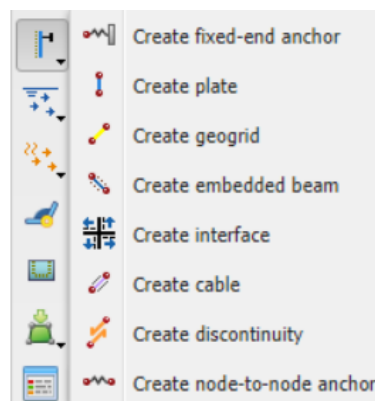 Create fixed-end anchor
Create plate
Create geogrid
Create embedded beam
Create interface
Create cable
Create discontinuity
Create node-to-node anchor